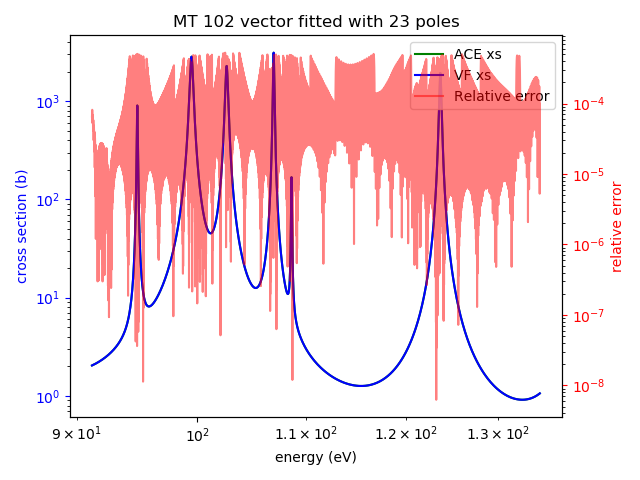 MT 102 vector fitted with 23 poles
ACE xs
VF xs
Relative error
cross section (b)
10³
10²
10¹
10⁰
relative error
10⁻⁴
10⁻⁵
10⁻⁶
10⁻⁷
10⁻⁸
9 × 10¹
10²
1.1 × 10²
1.2 × 10²
1.3 × 10²
energy (eV)